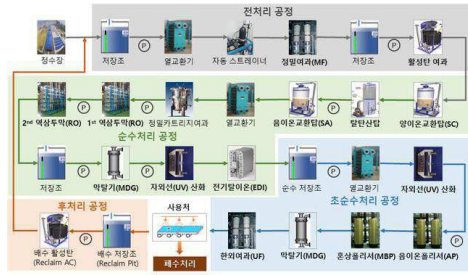 전처리 공정
정수장
저장조
P
열교환기
자동 스트레이너
정밀여과(MF)
P
저장조
P
활성탄 여과
2nd 역삼투막(RO)
P
1st 역삼투막(RO)
P
정밀카트리지여과
열교환기
음이온교환탑(SA)
P
탈탄산탑
양이온교환탑(SC)
순수처리 공정
저장조
P
막탈기(MDG)
자외선(UV) 산화
전기탈이온(EDI)
순수 저장조
P
열교환기
자외선(UV) 산화
초순수처리 공정
후처리 공정
사용처
배수 활성탄
(Reclaim AC)
P
배수 저장조
(Reclaim Pit)
폐수처리
한외여과(UF)
막탈기(MDG)
P
혼상폴리셔(MBP)
음이온폴리셔(AP)